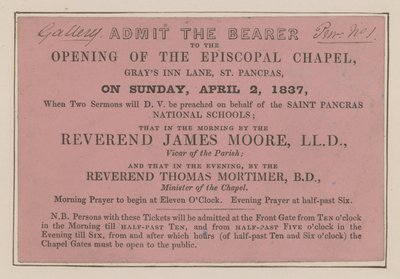 Gallery. ADMIT THE BEARER Pew. No 1.
TO THE
OPENING OF THE EPISCOPAL CHAPEL,
GRAY'S INN LANE, ST. PANCRAS,
ON SUNDAY, APRIL 2, 1837,
When Two Sermons will D. V. be preached on behalf of the SAINT PANCRAS
NATIONAL SCHOOLS;
THAT IN THE MORNING BY THE
REVEREND JAMES MOORE, LL.D.,
Vicar of the Parish;
AND THAT IN THE EVENING, BY THE
REVEREND THOMAS MORTIMER, B.D.,
Minister of the Chapel.
Morning Prayer to begin at Eleven O'Clock. Evening Prayer at half-past Six.
N.B. Persons with these Tickets will be admitted at the Front Gate from TEN o'clock
in the Morning till HALF-PAST TEN, and from HALF-PAST FIVE o'clock in the
Evening till SIX, from and after which hours (of half-past Ten and Six o'clock) the
Chapel Gates must be open to the public.